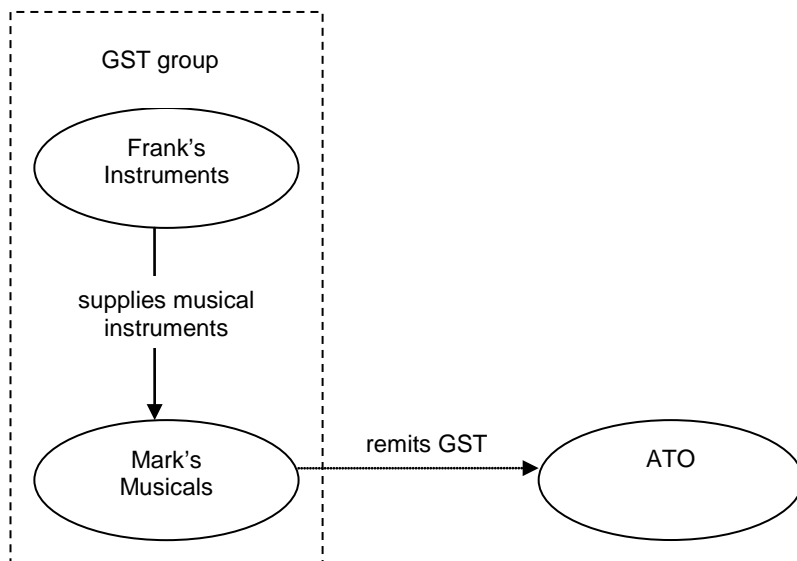 GST group
Frank’s
Instruments
supplies musical
instruments
Mark’s
Musicals
remits GST
ATO